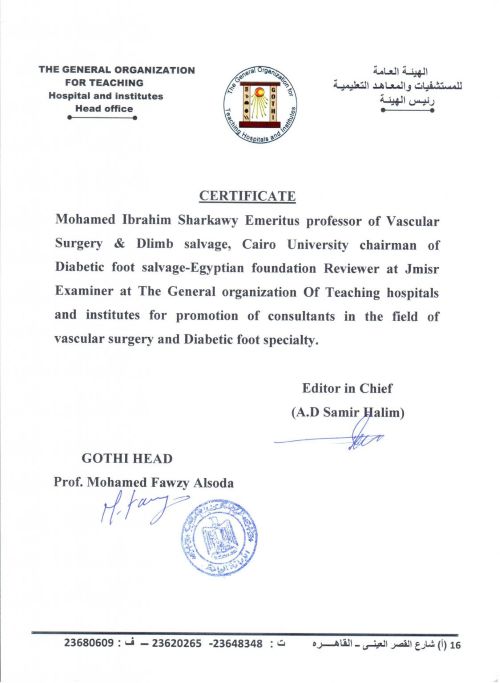 THE GENERAL ORGANIZATION
FOR TEACHING
Hospital and institutes
Head office
The General Organization for
Teaching Hospitals and Institutes
GOTHI
الهيئة العامة
للمستشفيات والمعاهد التعليمية
رئيس الهيئة
CERTIFICATE
Mohamed Ibrahim Sharkawy Emeritus professor of Vascular
Surgery & Dlimb salvage, Cairo University chairman of
Diabetic foot salvage-Egyptian foundation Reviewer at Jmisr
Examiner at The General organization Of Teaching hospitals
and institutes for promotion of consultants in the field of
vascular surgery and Diabetic foot specialty.
Editor in Chief
(A.D Samir Halim)
GOTHI HEAD
Prof. Mohamed Fawzy Alsoda
M. Fawzy
16 (أ) شارع القصر العينى – القاهـــره ت : 23648348- 23620265 – ف : 23680609